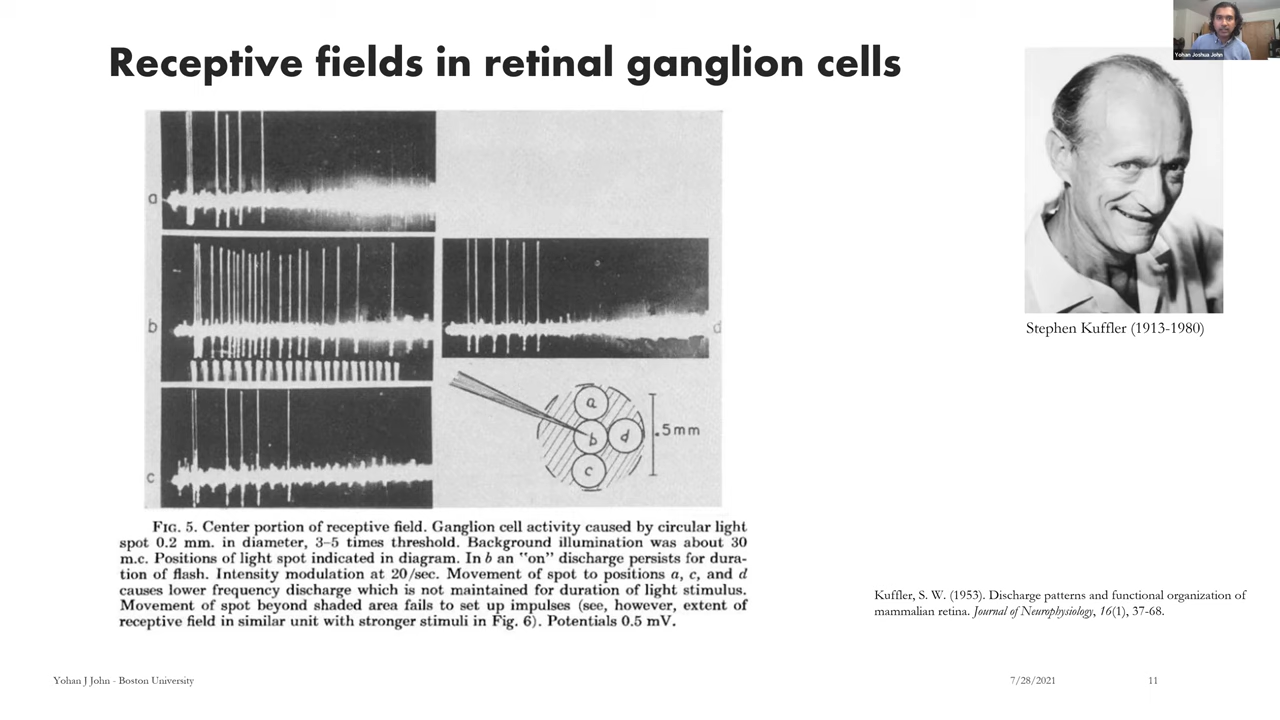 Yohan Joshua John
Receptive fields in retinal ganglion cells
a
b
d
c
a
b
d
c
.5mm
Stephen Kuffler (1913-1980)
FIG. 5. Center portion of receptive field. Ganglion cell activity caused by circular light
spot 0.2 mm. in diameter, 3–5 times threshold. Background illumination was about 30
m.c. Positions of light spot indicated in diagram. In b an "on" discharge persists for dura-
tion of flash. Intensity modulation at 20/sec. Movement of spot to positions a, c, and d
causes lower frequency discharge which is not maintained for duration of light stimulus.
Movement of spot beyond shaded area fails to set up impulses (see, however, extent of
receptive field in similar unit with stronger stimuli in Fig. 6). Potentials 0.5 mV.
Kuffler, S. W. (1953). Discharge patterns and functional organization of
mammalian retina. Journal of Neurophysiology, 16(1), 37-68.
Yohan J John - Boston University
7/28/2021
11